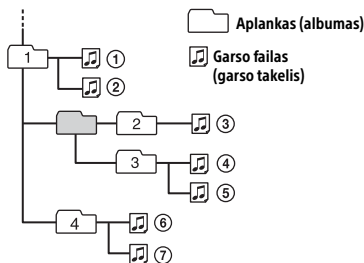 Aplankas (albumas)
1 ①
Garso failas
(garso takelis)
②
2 ③
3 ④
⑤
4 ⑥
⑦